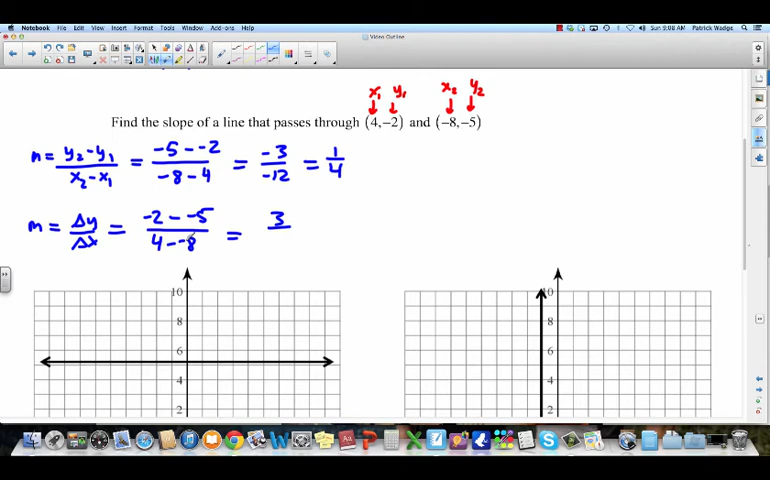 Notebook File Edit View Insert Format Tools Add-ons Window Help
Sun 9:08 AM Patrick Wadge
Video Outline
x₁ y₁ x₂ y₂
Find the slope of a line that passes through (4,−2) and (−8,−5)
m = y₂−y₁ / x₂−x₁ = −5 − −2 / −8 − 4 = −3 / −12 = 1 / 4
m = Δy / Δx = −2 − −5 / 4 − −8 = 3
10 10
8 8
6 6
4 4
2 2